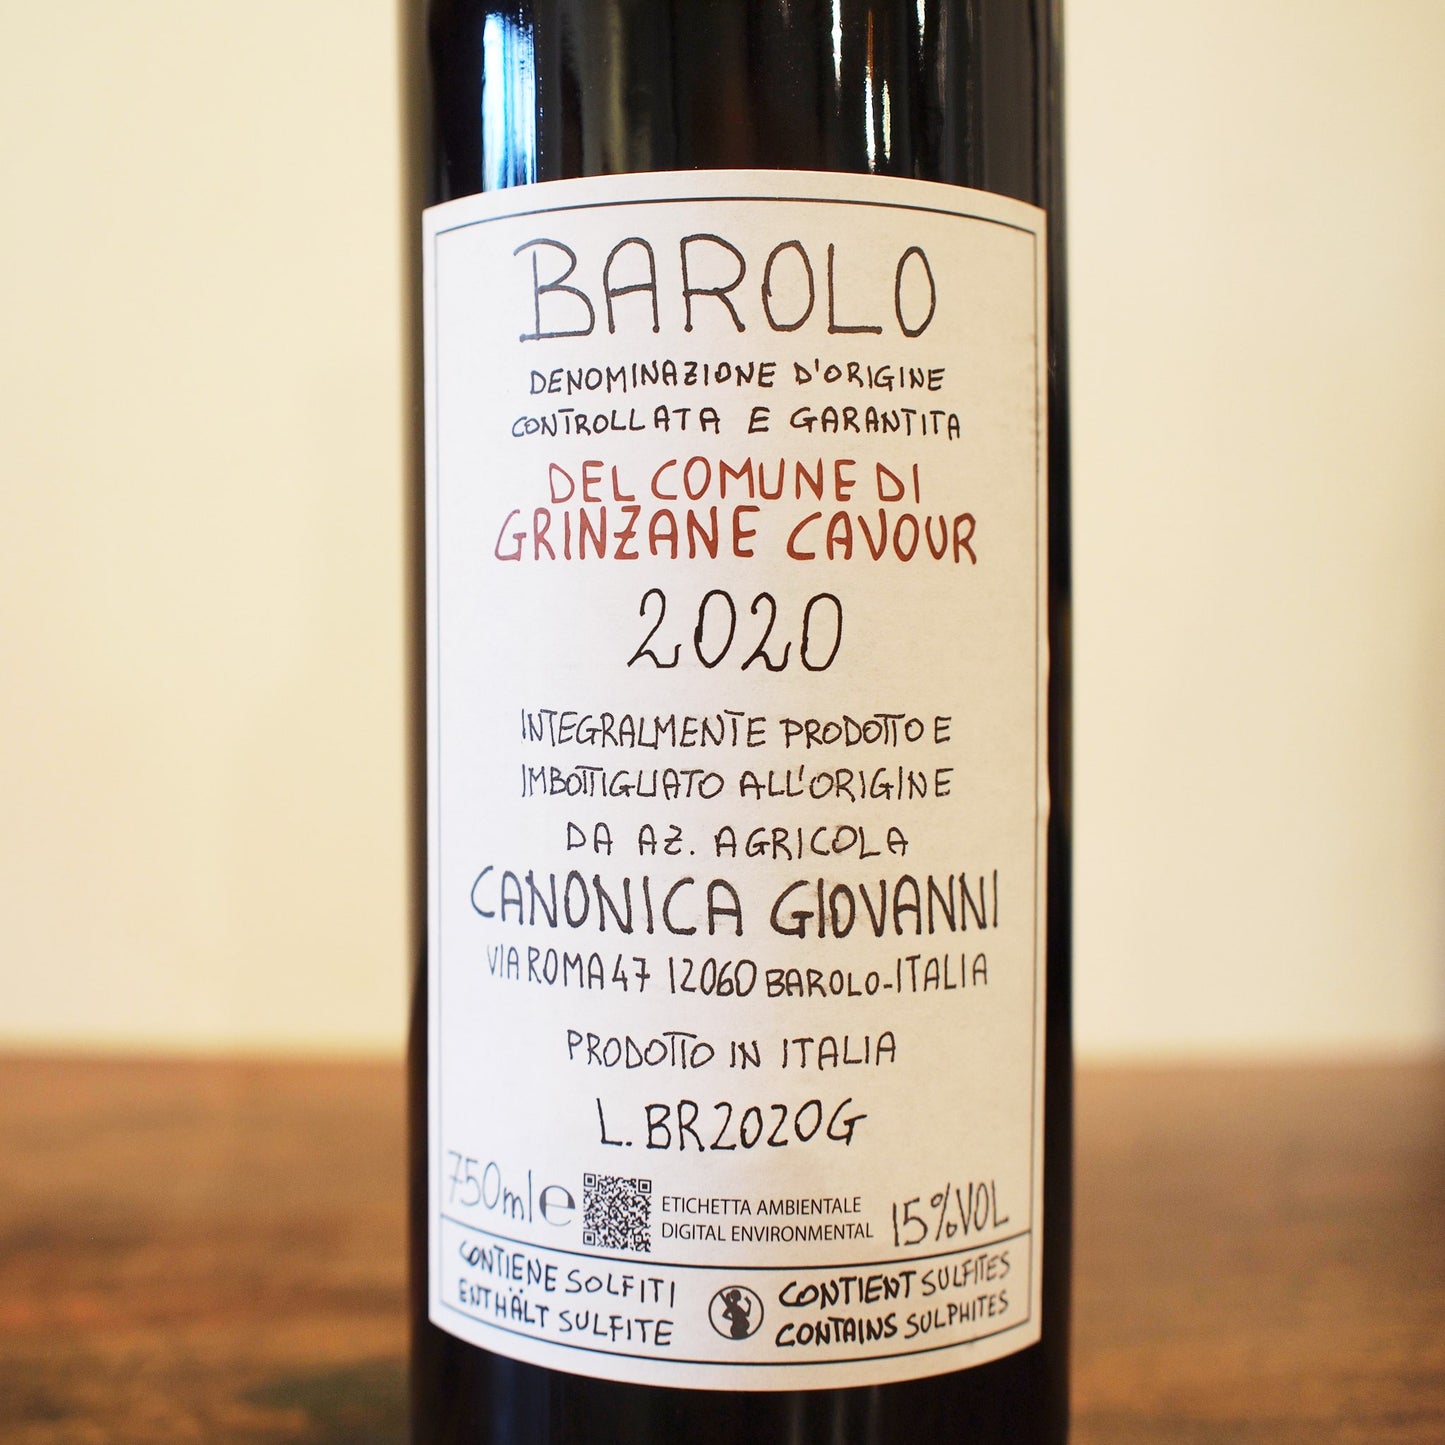 BAROLO
DENOMINAZIONE D'ORIGINE
CONTROLLATA E GARANTITA
DEL COMUNE DI
GRINZANE CAVOUR
2020
INTEGRALMENTE PRODOTTO E
IMBOTTIGLIATO ALL'ORIGINE
DA AZ. AGRICOLA
CANONICA GIOVANNI
VIA ROMA 47 12060 BAROLO-ITALIA
PRODOTTO IN ITALIA
L.BR2020G
750ml e
ETICHETTA AMBIENTALE
DIGITAL ENVIRONMENTAL
15%VOL
CONTIENE SOLFITI
ENTHÄLT SULFITE
CONTIENT SULFITES
CONTAINS SULPHITES